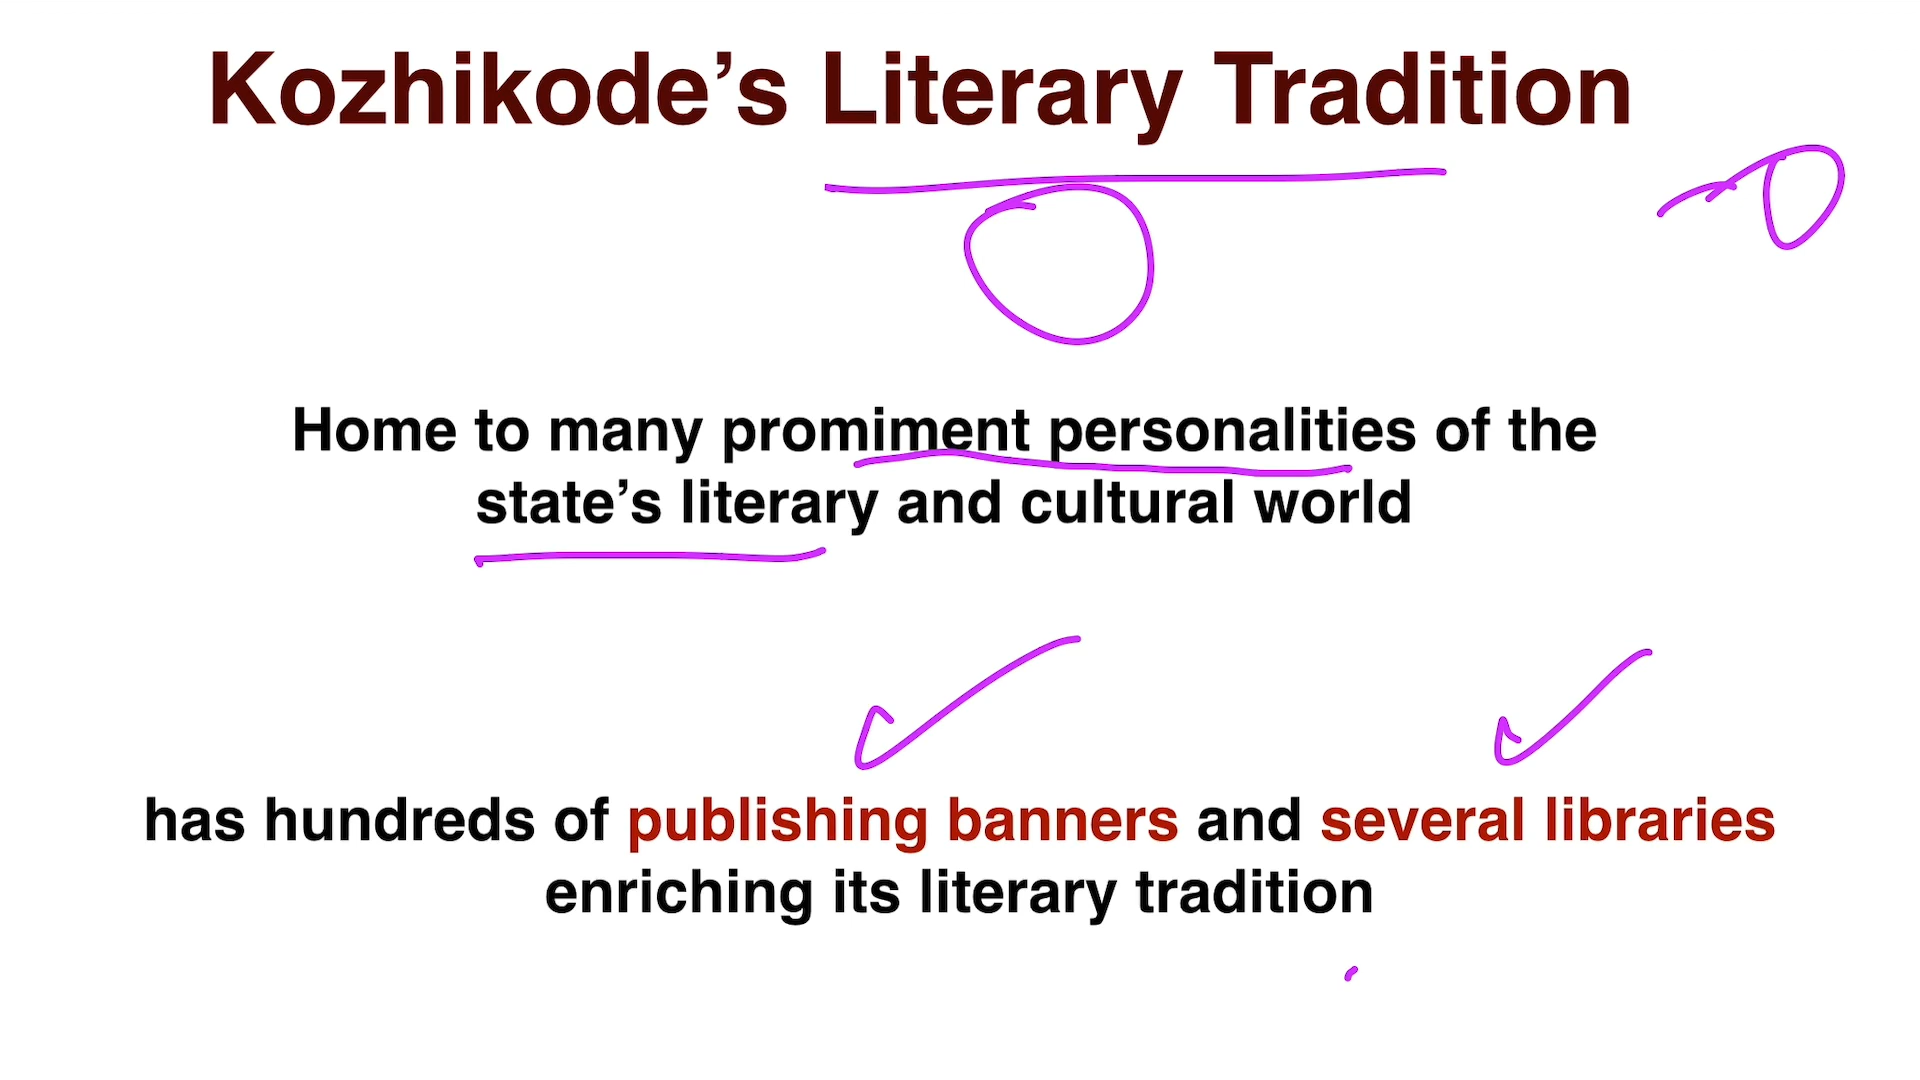 Kozhikode’s Literary Tradition
Home to many promiment personalities of the
state’s literary and cultural world
has hundreds of publishing banners and several libraries
enriching its literary tradition